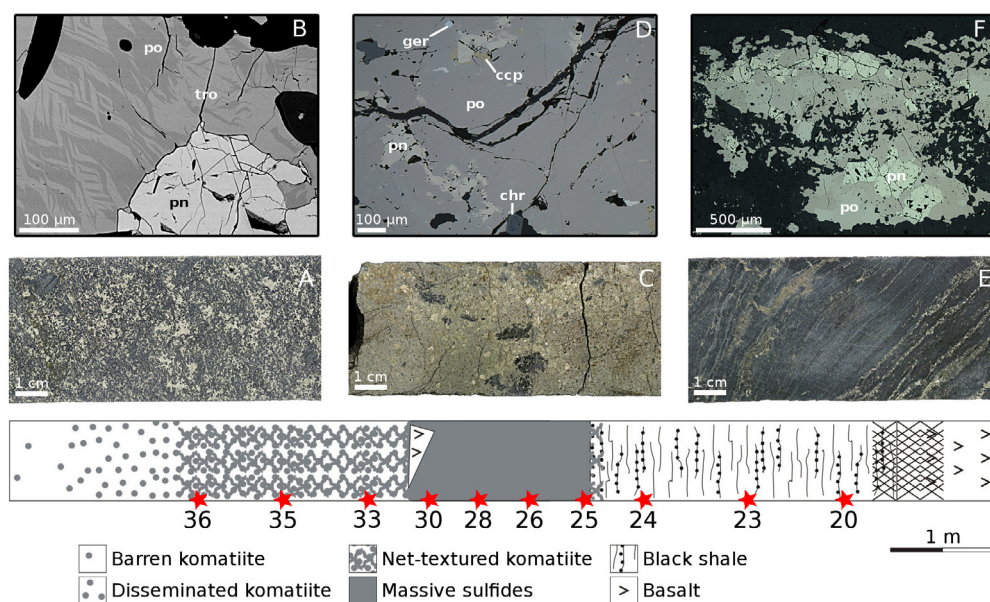 B
po
tro
pn
100 µm
D
ger
ccp
po
pn
chr
100 µm
F
pn
po
500 µm
A
1 cm
C
1 cm
E
1 cm
36 35 33 30 28 26 25 24 23 20
1 m
Barren komatiite
Net-textured komatiite
Black shale
Disseminated komatiite
Massive sulfides
Basalt